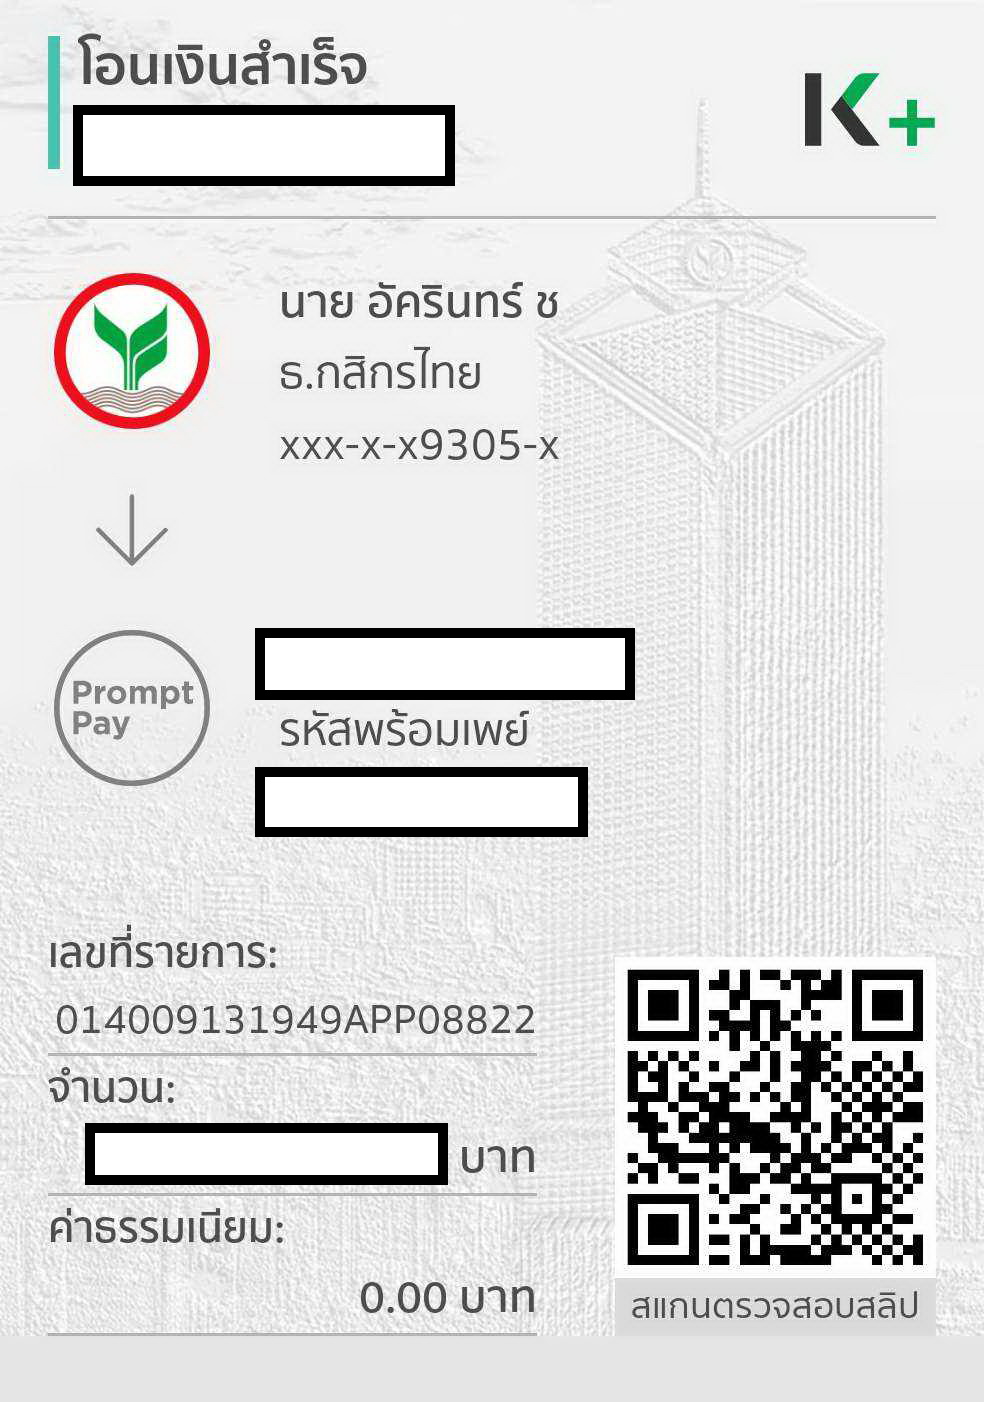 โอนเงินสำเร็จ
K+
นาย อัครินทร์ ช
ธ.กสิกรไทย
xxx-x-x9305-x
Prompt
Pay
รหัสพร้อมเพย์
เลขที่รายการ:
014009131949APP08822
จำนวน:
บาท
ค่าธรรมเนียม:
0.00 บาท
สแกนตรวจสอบสลิป